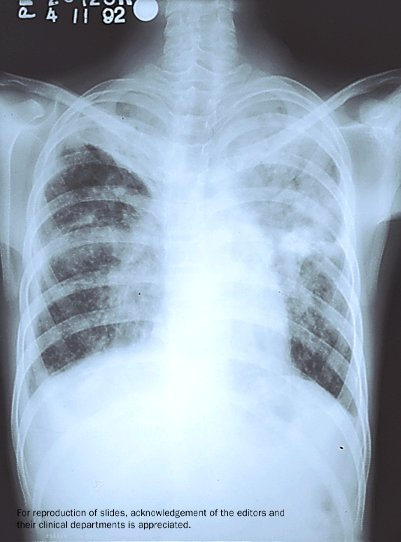 4 11 92
For reproduction of slides, acknowledgement of the editors and
their clinical departments is appreciated.